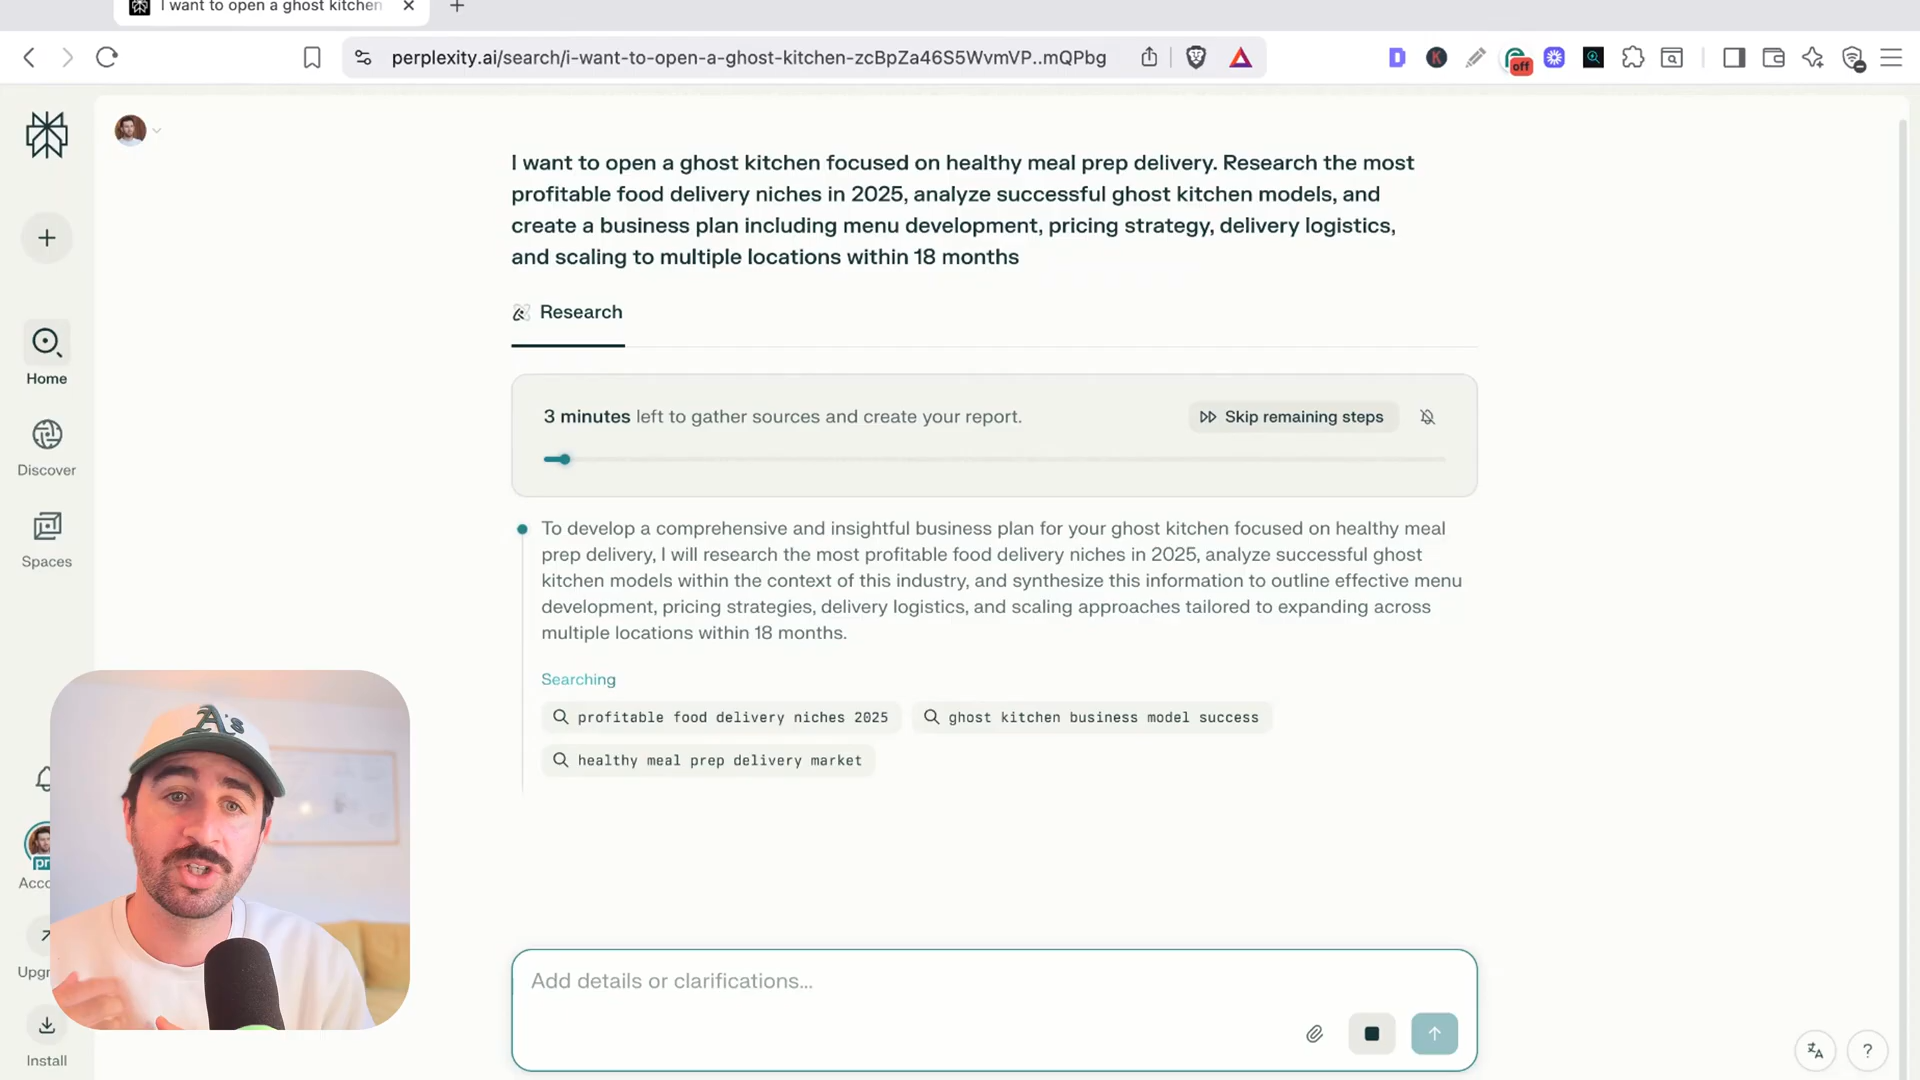 I want to open a ghost kitchen
perplexity.ai/search/i-want-to-open-a-ghost-kitchen-zcBpZa46S5WvmVP..mQPbg
off
I want to open a ghost kitchen focused on healthy meal prep delivery. Research the most
profitable food delivery niches in 2025, analyze successful ghost kitchen models, and
create a business plan including menu development, pricing strategy, delivery logistics,
and scaling to multiple locations within 18 months
Research
3 minutes left to gather sources and create your report.
Skip remaining steps
To develop a comprehensive and insightful business plan for your ghost kitchen focused on healthy meal
prep delivery, I will research the most profitable food delivery niches in 2025, analyze successful ghost
kitchen models within the context of this industry, and synthesize this information to outline effective menu
development, pricing strategies, delivery logistics, and scaling approaches tailored to expanding across
multiple locations within 18 months.
Searching
profitable food delivery niches 2025
ghost kitchen business model success
healthy meal prep delivery market
Add details or clarifications...
Home
Discover
Spaces
pr
Acco
Upgr
Install
A's
D
K
?